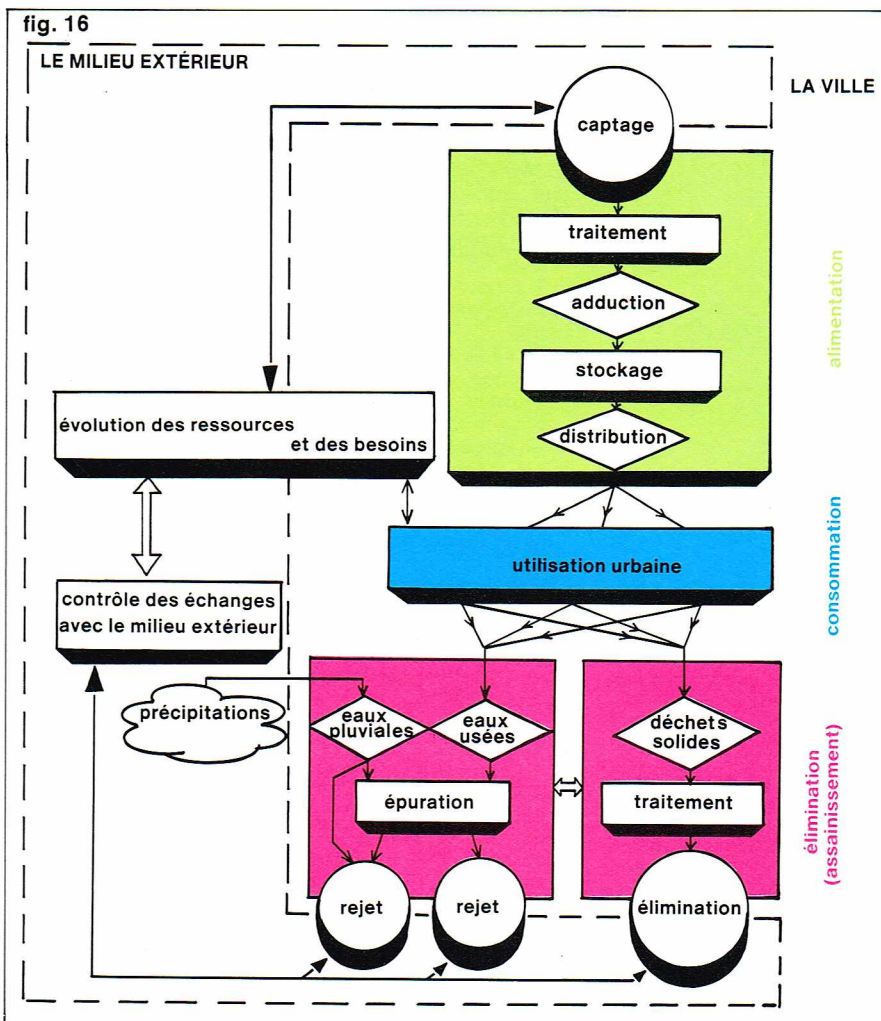 fig. 16
LE MILIEU EXTÉRIEUR
LA VILLE
captage
traitement
adduction
stockage
distribution
alimentation
évolution des ressources
et des besoins
utilisation urbaine
consommation
contrôle des échanges
avec le milieu extérieur
précipitations
eaux
pluviales
eaux
usées
déchets
solides
épuration
traitement
élimination
(assainissement)
rejet
rejet
élimination